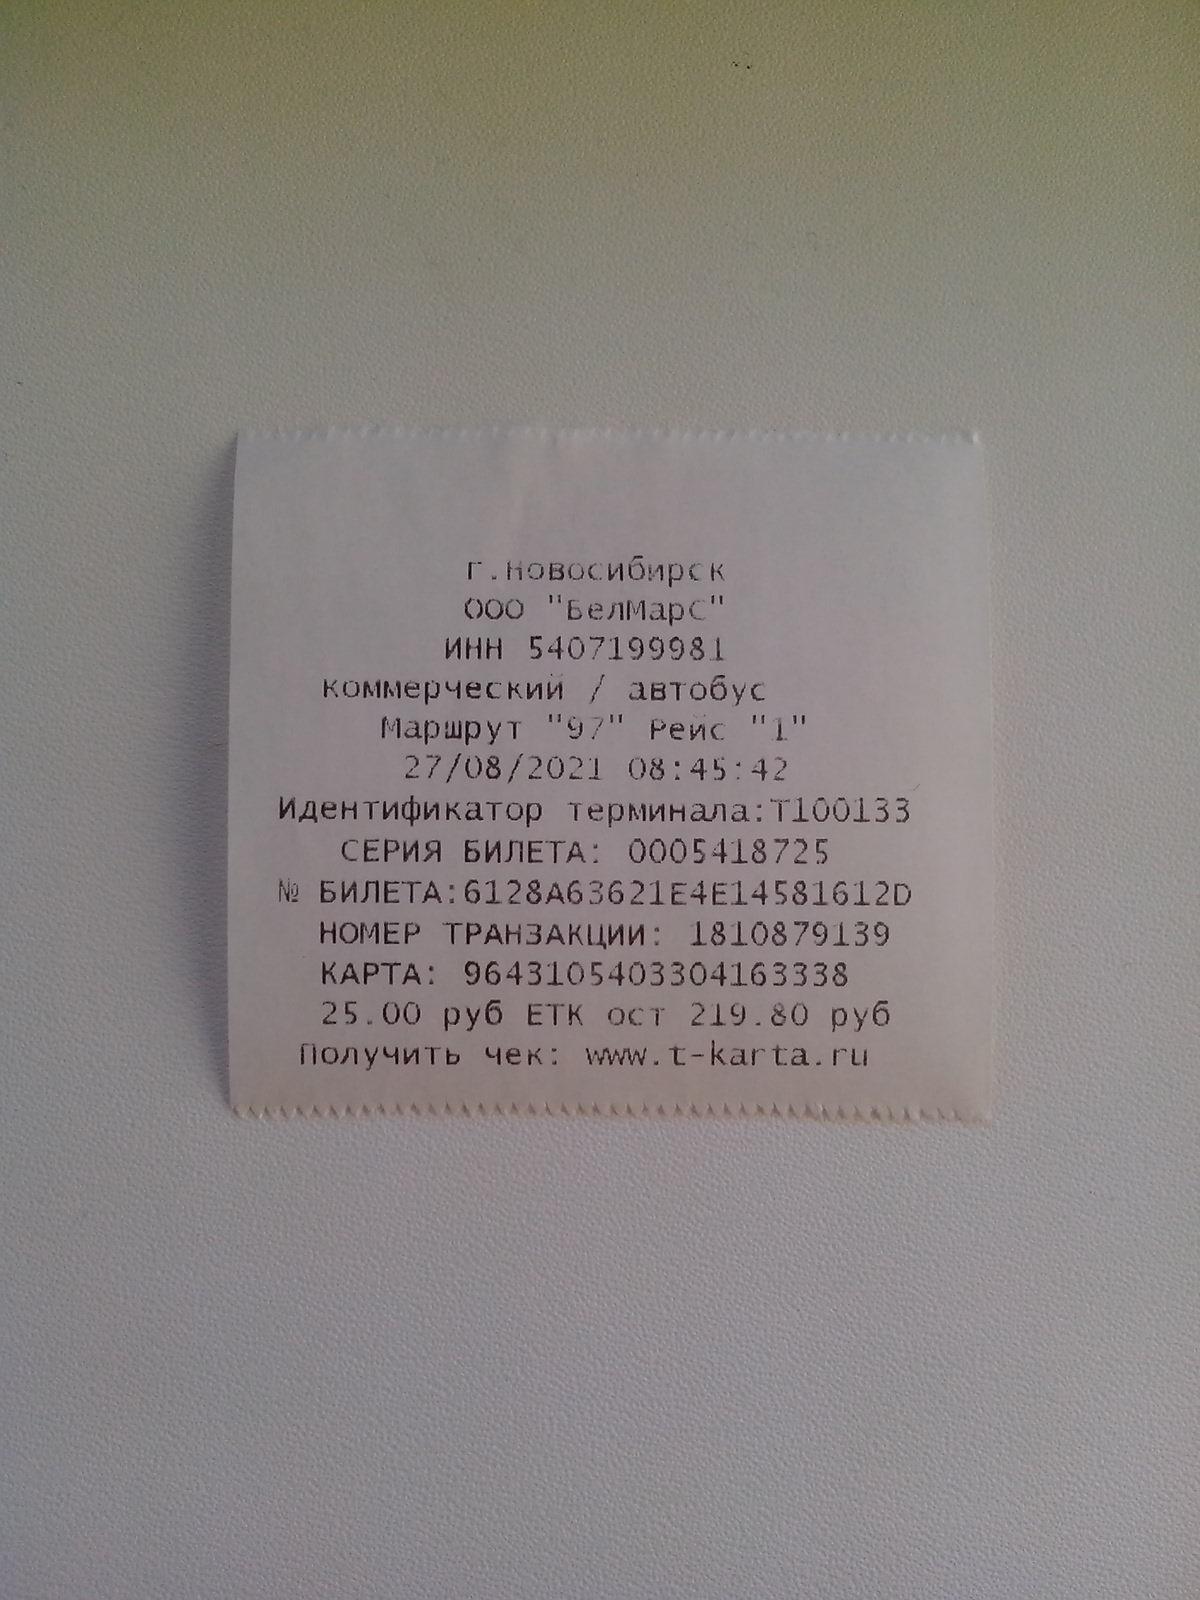 г.Новосибирск
ООО "БелМарС"
ИНН 5407199981
коммерческий / автобус
Маршрут "97" Рейс "1"
27/08/2021 08:45:42
Идентификатор терминала:T100133
СЕРИЯ БИЛЕТА: 0005418725
№ БИЛЕТА:6128A63621E4E14581612D
НОМЕР ТРАНЗАКЦИИ: 1810879139
КАРТА: 9643105403304163338
25.00 руб ЕТК ост 219.80 руб
Получить чек: www.t-karta.ru